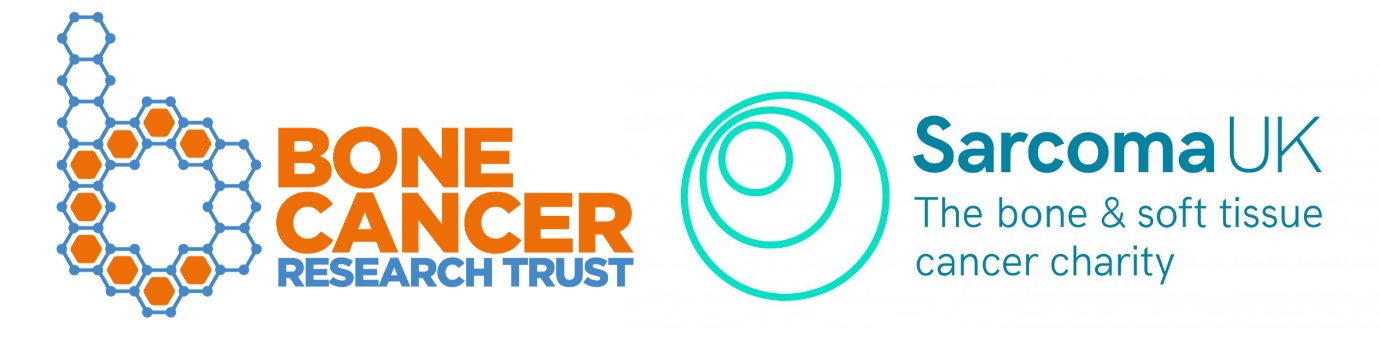 BONE
CANCER
RESEARCH TRUST
Sarcoma UK
The bone & soft tissue
cancer charity